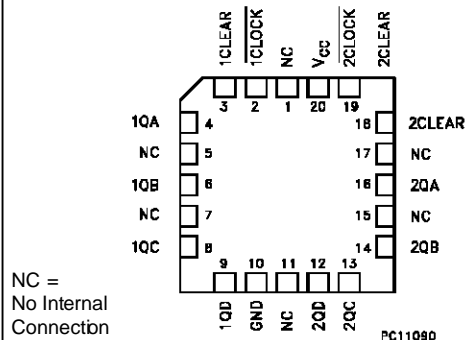 1CLEAR
1CLOCK
NC
VCC
2CLOCK
2CLEAR
3 2 1 20 19
1QA 4 18 2CLEAR
NC 5 17 NC
1QB 6 16 2QA
NC 7 15 NC
1QC 8 14 2QB
9 10 11 12 13
1QD
GND
NC
2QD
2QC
NC =
No Internal
Connection
PC11090